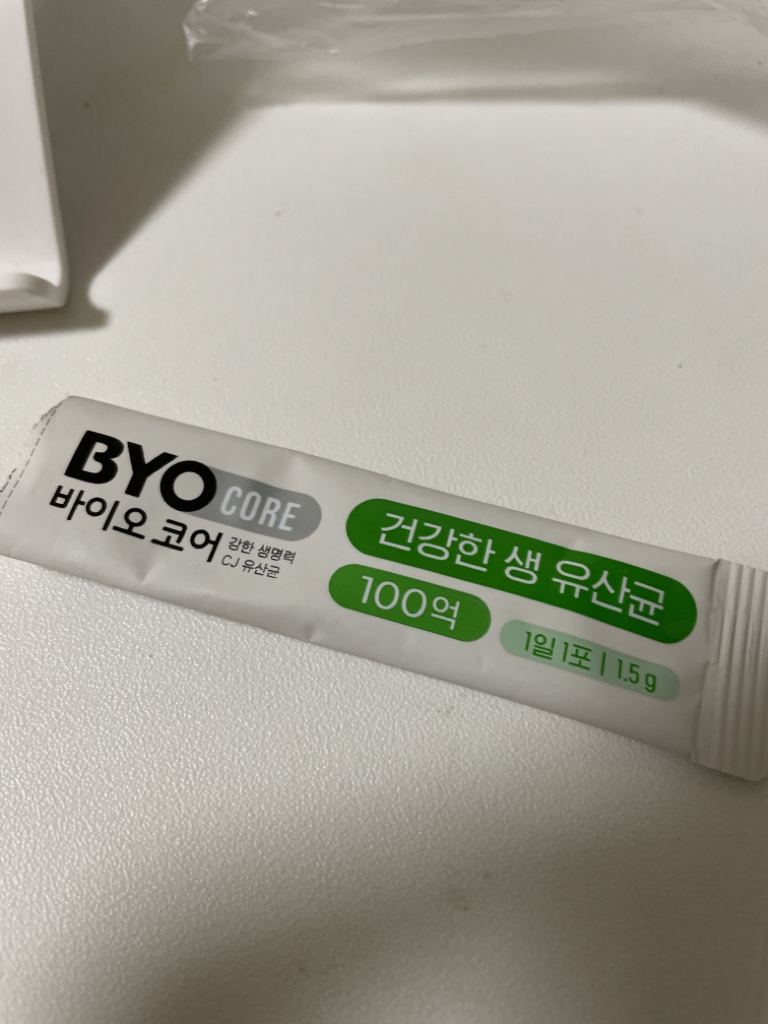 BYO CORE
바이오 코어
강한 생명력
CJ 유산균
건강한 생 유산균
100억
1일 1포 | 1.5 g